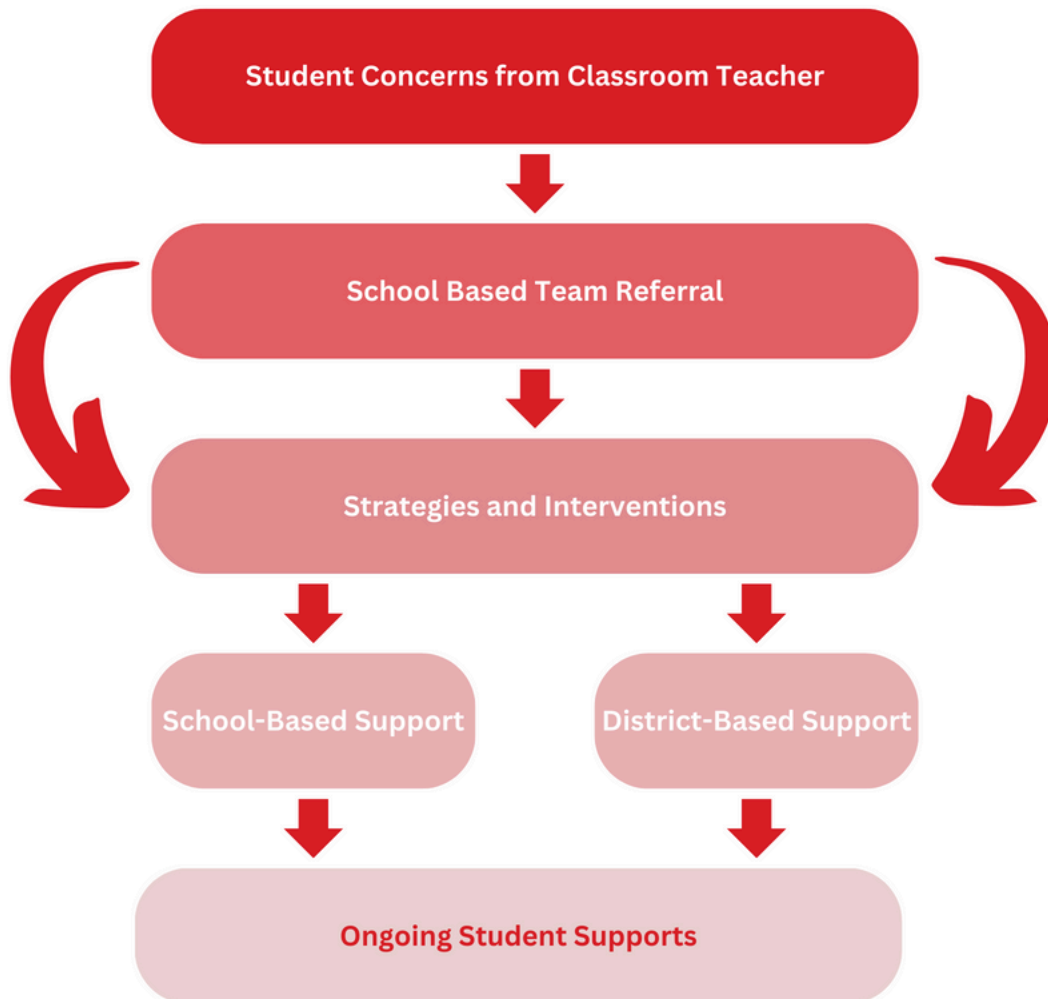 Student Concerns from Classroom Teacher
School Based Team Referral
Strategies and Interventions
School-Based Support
District-Based Support
Ongoing Student Supports